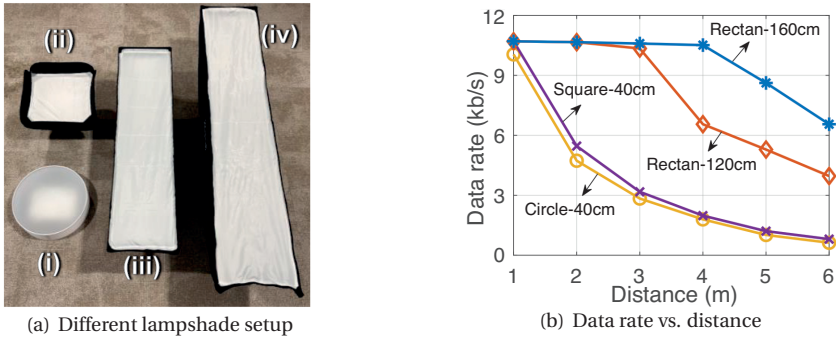 (ii)
(iv)
(i)
(iii)
(a) Different lampshade setup
Data rate (kb/s)
12
9
6
3
0
Rectan-160cm
Square-40cm
Rectan-120cm
Circle-40cm
1 2 3 4 5 6
Distance (m)
(b) Data rate vs. distance